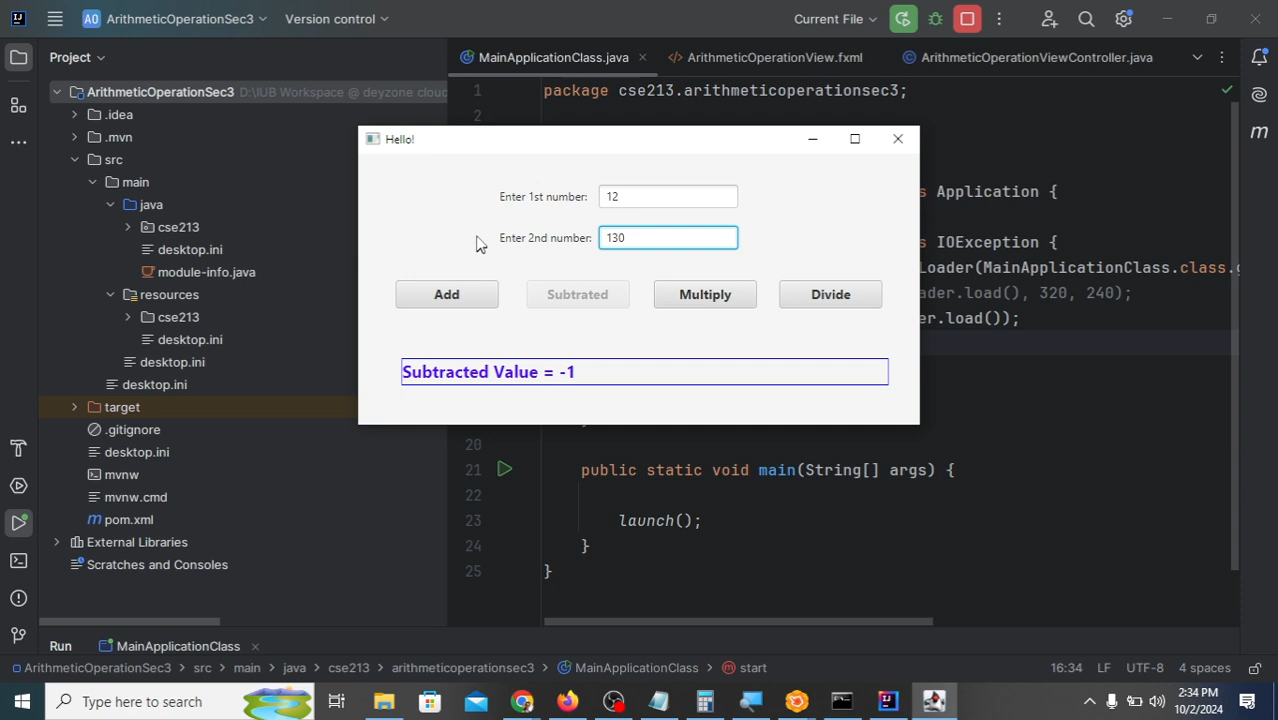 AO ArithmeticOperationSec3 Version control Current File
Project
MainApplicationClass.java ArithmeticOperationView.fxml ArithmeticOperationViewController.java
ArithmeticOperationSec3 D:\IUB Workspace @ deyzone cloud
.idea
.mvn
src
main
java
cse213
desktop.ini
module-info.java
resources
cse213
desktop.ini
desktop.ini
desktop.ini
target
.gitignore
desktop.ini
mvnw
mvnw.cmd
pom.xml
External Libraries
Scratches and Consoles
1 package cse213.arithmeticoperationsec3;
2
s Application {
s IOException {
Loader(MainApplicationClass.class.g
ader.load(), 320, 240);
er.load());
20
21 public static void main(String[] args) {
22
23 launch();
24 }
25 }
Hello!
Enter 1st number: 12
Enter 2nd number: 130
Add Subtrated Multiply Divide
Subtracted Value = -1
Run MainApplicationClass
ArithmeticOperationSec3 > src > main > java > cse213 > arithmeticoperationsec3 > MainApplicationClass > start 16:34 LF UTF-8 4 spaces
Type here to search
2:34 PM
10/2/2024